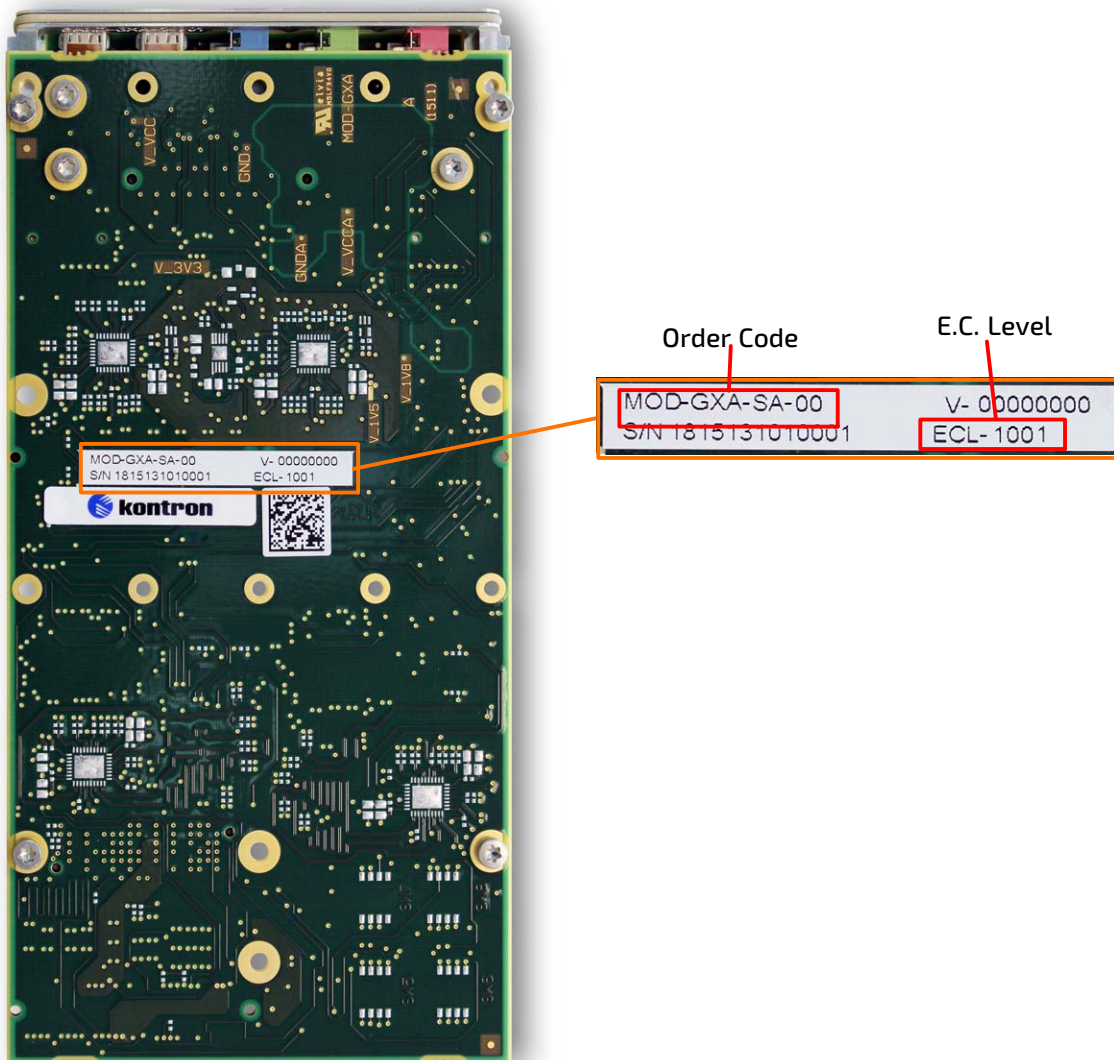 elvia
MOD-GXA
A
(1511)
V_VCC
GND
GNDA
V_VCCA
V_3V3
V_1V8
V_1V5
MOD-GXA-SA-00 V- 00000000
S/N 1815131010001 ECL- 1001
kontron
Order Code
E.C. Level
MOD-GXA-SA-00 V- 00000000
S/N 1815131010001 ECL- 1001